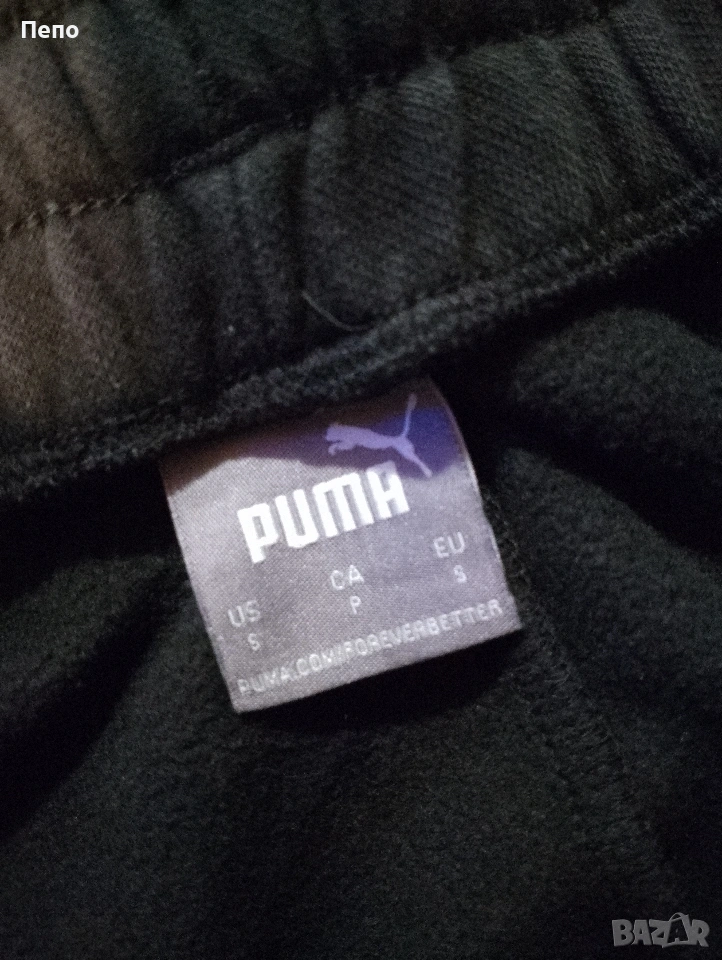 Пепо
PUMA
US CA EU
S P S
PUMA.COM/FOREVERBETTER
BAZAR